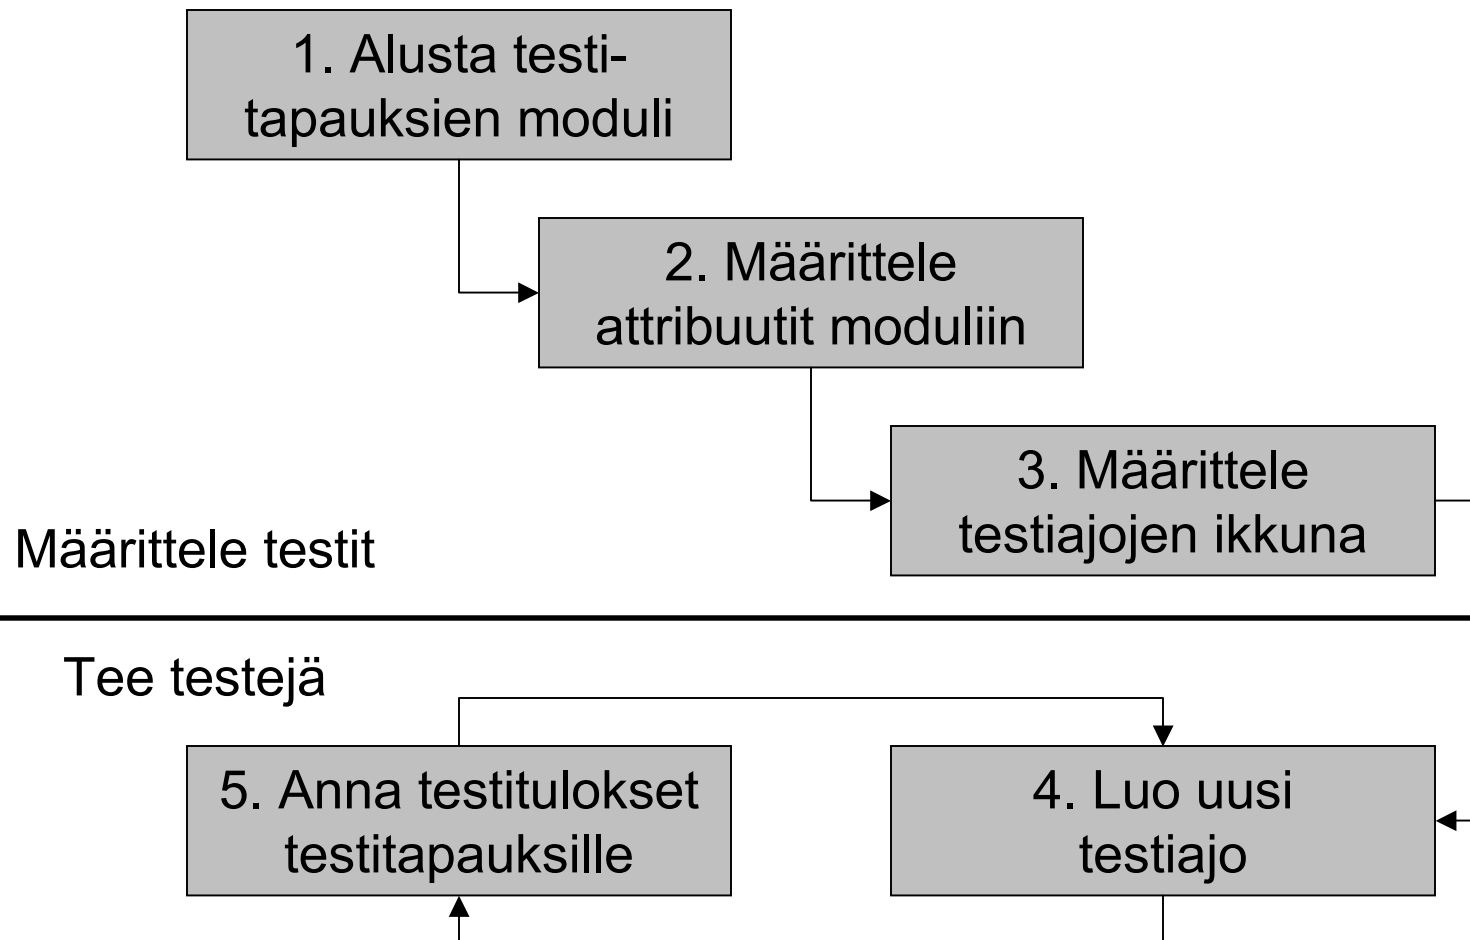 1. Alusta testi-
tapauksien moduli
2. Määrittele
attribuutit moduliin
3. Määrittele
testiajojen ikkuna
Määrittele testit
Tee testejä
5. Anna testitulokset
testitapauksille
4. Luo uusi
testiajo